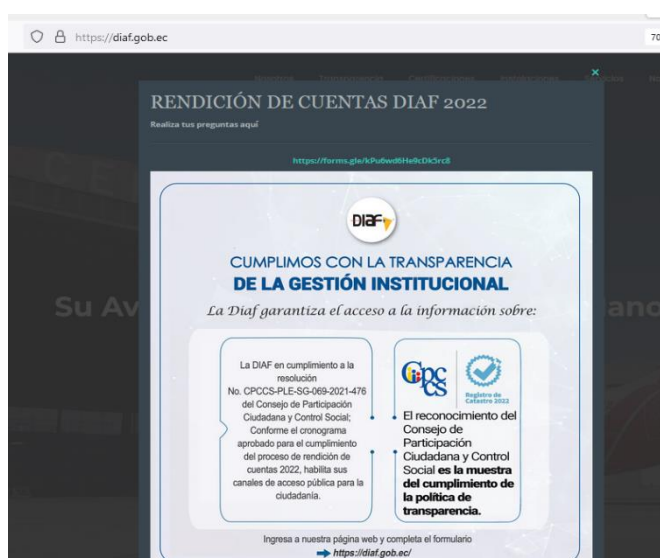 https://diaf.gob.ec
70
×
RENDICIÓN DE CUENTAS DIAF 2022
Realiza tus preguntas aquí
https://forms.gle/kPu6wd6He9cDk5rc8
DIAF
CUMPLIMOS CON LA TRANSPARENCIA
DE LA GESTIÓN INSTITUCIONAL
La Diaf garantiza el acceso a la información sobre:
La DIAF en cumplimiento a la
resolución
No. CPCCS-PLE-SG-069-2021-476
del Consejo de Participación
Ciudadana y Control Social;
Conforme el cronograma
aprobado para el cumplimiento
del proceso de rendición de
cuentas 2022, habilita sus
canales de acceso pública para la
ciudadanía.
Cpc
cs
Registro de
Catastro 2022
El reconocimiento del
Consejo de
Participación
Ciudadana y Control
Social es la muestra
del cumplimiento de
la política de
transparencia.
Su Av
ano
Ingresa a nuestra página web y completa el formulario
https://diaf.gob.ec/